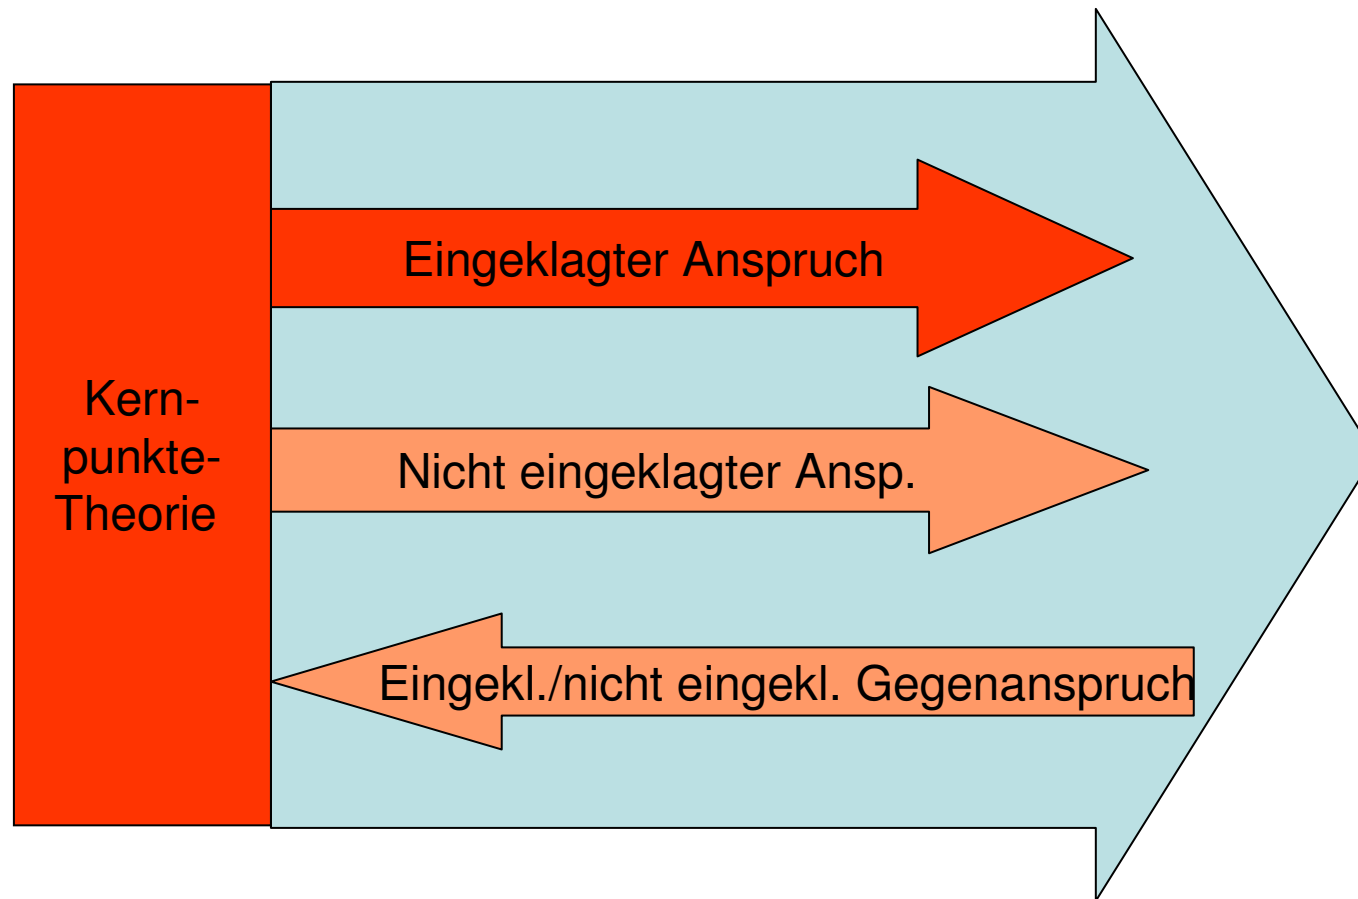 Eingeklagter Anspruch
Kern-
punkte-
Theorie
Nicht eingeklagter Ansp.
Eingekl./nicht eingekl. Gegenanspruch